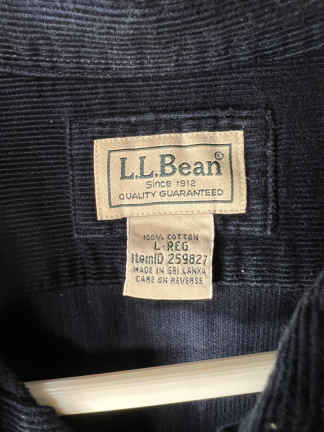 L.L.Bean®
Since 1912
QUALITY GUARANTEED
100% COTTON
L-REG
ItemID 259827
MADE IN SRI LANKA
CARE ON REVERSE